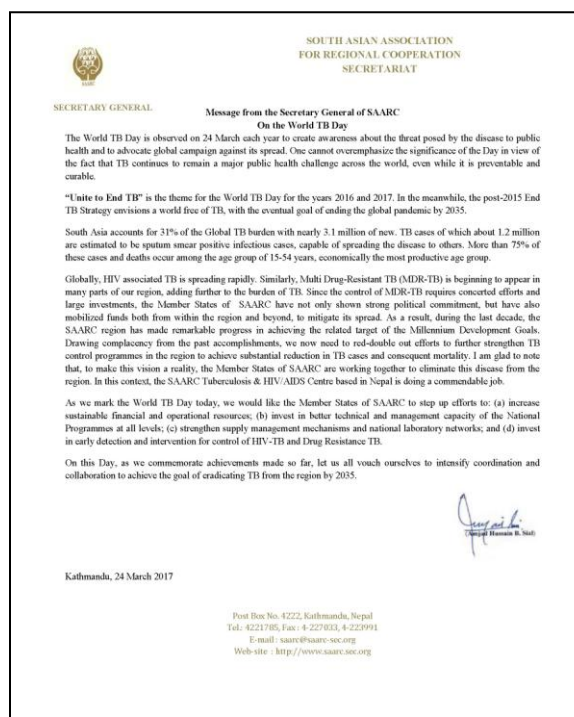 SOUTH ASIAN ASSOCIATION
FOR REGIONAL COOPERATION
SECRETARIAT
SAARC
SECRETARY GENERAL
Message from the Secretary General of SAARC
On the World TB Day
The World TB Day is observed on 24 March each year to create awareness about the threat posed by the disease to public
health and to advocate global campaign against its spread. One cannot overemphasize the significance of the Day in view of
the fact that TB continues to remain a major public health challenge across the world, even while it is preventable and
curable.
“Unite to End TB” is the theme for the World TB Day for the years 2016 and 2017. In the meanwhile, the post-2015 End
TB Strategy envisions a world free of TB, with the eventual goal of ending the global pandemic by 2035.
South Asia accounts for 31% of the Global TB burden with nearly 3.1 million of new. TB cases of which about 1.2 million
are estimated to be sputum smear positive infectious cases, capable of spreading the disease to others. More than 75% of
these cases and deaths occur among the age group of 15-54 years, economically the most productive age group.
Globally, HIV associated TB is spreading rapidly. Similarly, Multi Drug-Resistant TB (MDR-TB) is beginning to appear in
many parts of our region, adding further to the burden of TB. Since the control of MDR-TB requires concerted efforts and
large investments, the Member States of SAARC have not only shown strong political commitment, but have also
mobilized funds both from within the region and beyond, to mitigate its spread. As a result, during the last decade, the
SAARC region has made remarkable progress in achieving the related target of the Millennium Development Goals.
Drawing complacency from the past accomplishments, we now need to red-double out efforts to further strengthen TB
control programmes in the region to achieve substantial reduction in TB cases and consequent mortality. I am glad to note
that, to make this vision a reality, the Member States of SAARC are working together to eliminate this disease from the
region. In this context, the SAARC Tuberculosis & HIV/AIDS Centre based in Nepal is doing a commendable job.
As we mark the World TB Day today, we would like the Member States of SAARC to step up efforts to: (a) increase
sustainable financial and operational resources; (b) invest in better technical and management capacity of the National
Programmes at all levels; (c) strengthen supply management mechanisms and national laboratory networks; and (d) invest
in early detection and intervention for control of HIV-TB and Drug Resistance TB.
On this Day, as we commemorate achievements made so far, let us all vouch ourselves to intensify coordination and
collaboration to achieve the goal of eradicating TB from the region by 2035.
(Amjad Hussain B. Sial)
Kathmandu, 24 March 2017
Post Box No. 4222, Kathmandu, Nepal
Tel.: 4221785, Fax : 4-227033, 4-223991
E-mail : saarc@saarc-sec.org
Web-site : http://www.saarc.sec.org